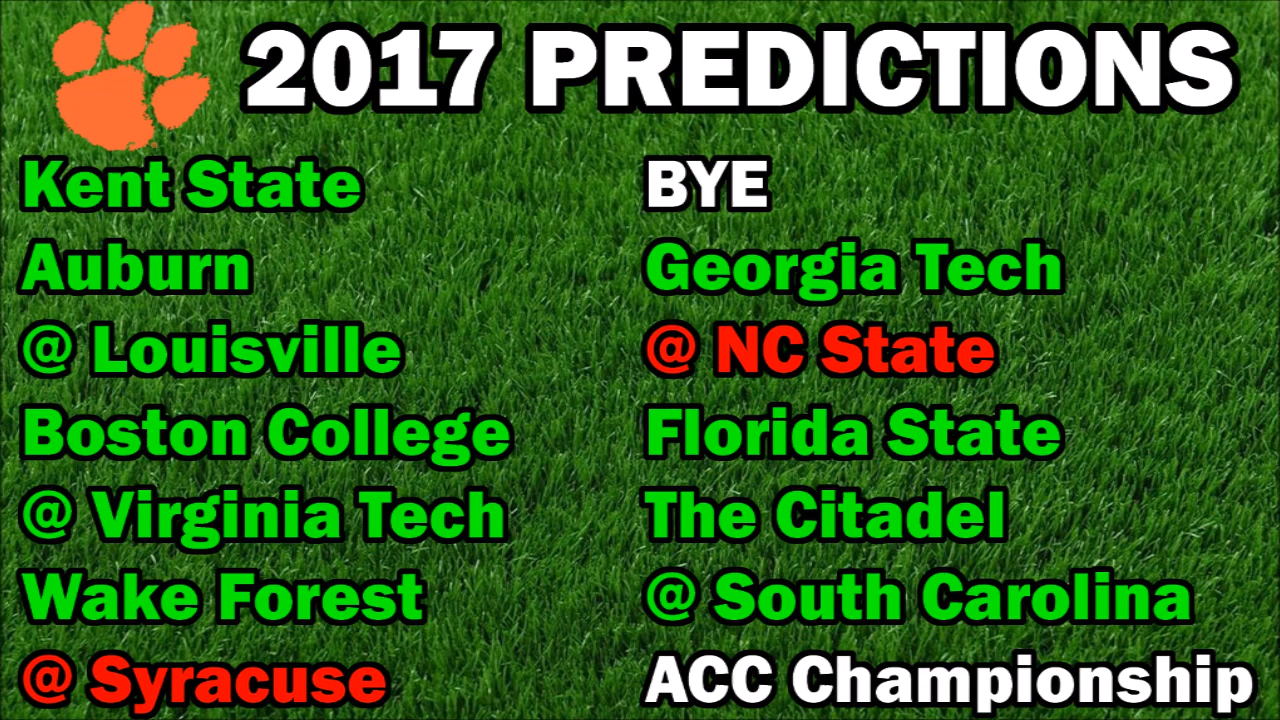 2017 PREDICTIONS
Kent State
Auburn
@ Louisville
Boston College
@ Virginia Tech
Wake Forest
@ Syracuse
BYE
Georgia Tech
@ NC State
Florida State
The Citadel
@ South Carolina
ACC Championship